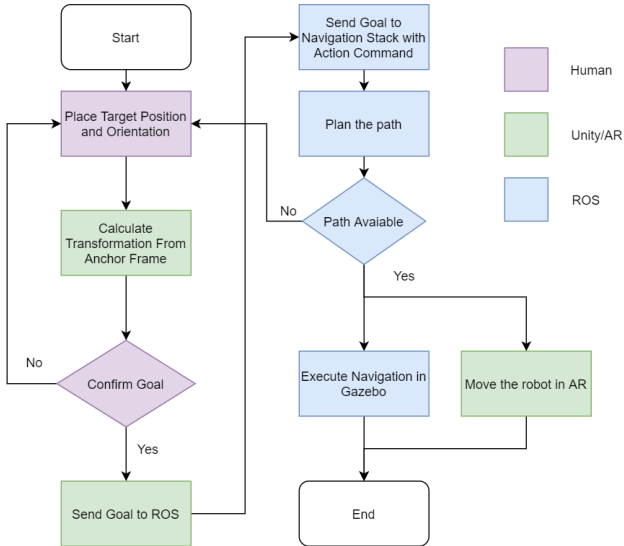 Start
Place Target Position
and Orientation
Calculate
Transformation From
Anchor Frame
Confirm Goal
No
Yes
Send Goal to ROS
Send Goal to
Navigation Stack with
Action Command
Plan the path
Path Avaiable
No
Yes
Execute Navigation in
Gazebo
Move the robot in AR
End
Human
Unity/AR
ROS